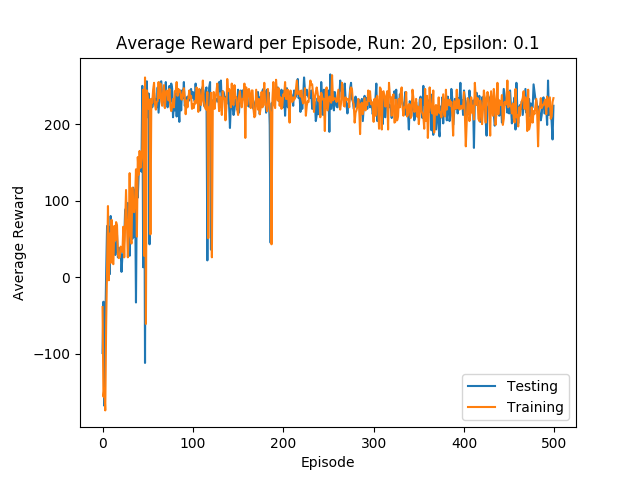 Average Reward per Episode, Run: 20, Epsilon: 0.1
Average Reward
200
100
0
−100
0
100
200
300
400
500
Episode
Testing
Training